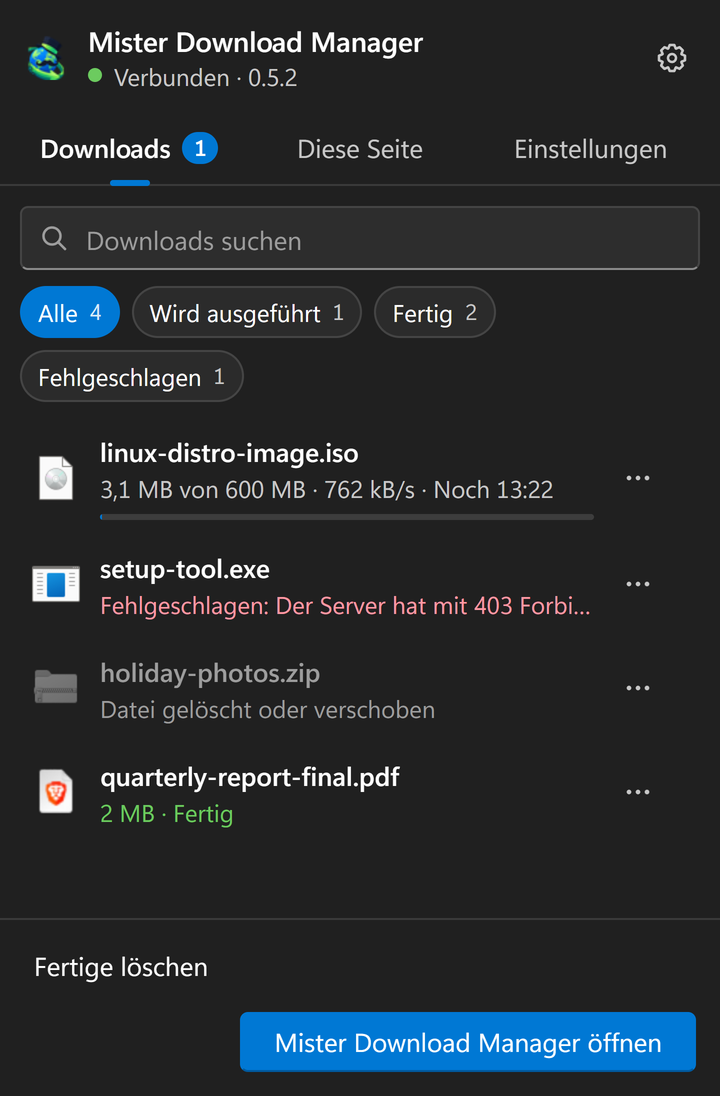 Mister Download Manager
Verbunden · 0.5.2
Downloads 1 Diese Seite Einstellungen
Downloads suchen
Alle 4 Wird ausgeführt 1 Fertig 2
Fehlgeschlagen 1
linux-distro-image.iso
3,1 MB von 600 MB · 762 kB/s · Noch 13:22
setup-tool.exe
Fehlgeschlagen: Der Server hat mit 403 Forbi...
holiday-photos.zip
Datei gelöscht oder verschoben
quarterly-report-final.pdf
2 MB · Fertig
Fertige löschen
Mister Download Manager öffnen